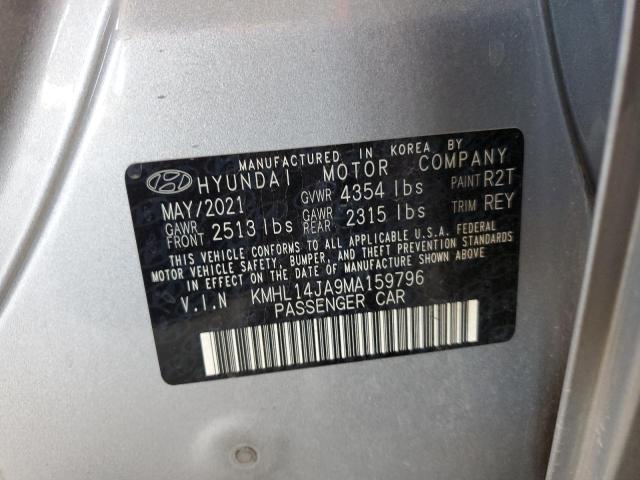 MANUFACTURED IN KOREA BY
HYUNDAI MOTOR COMPANY
MAY/2021 GVWR 4354 lbs PAINT R2T
GAWR FRONT 2513 lbs GAWR REAR 2315 lbs TRIM REY
THIS VEHICLE CONFORMS TO ALL APPLICABLE U.S.A. FEDERAL
MOTOR VEHICLE SAFETY, BUMPER, AND THEFT PREVENTION STANDARDS
IN EFFECT ON THE DATE OF MANUFACTURE SHOWN ABOVE
V.I.N KMHL14JA9MA159796
PASSENGER CAR